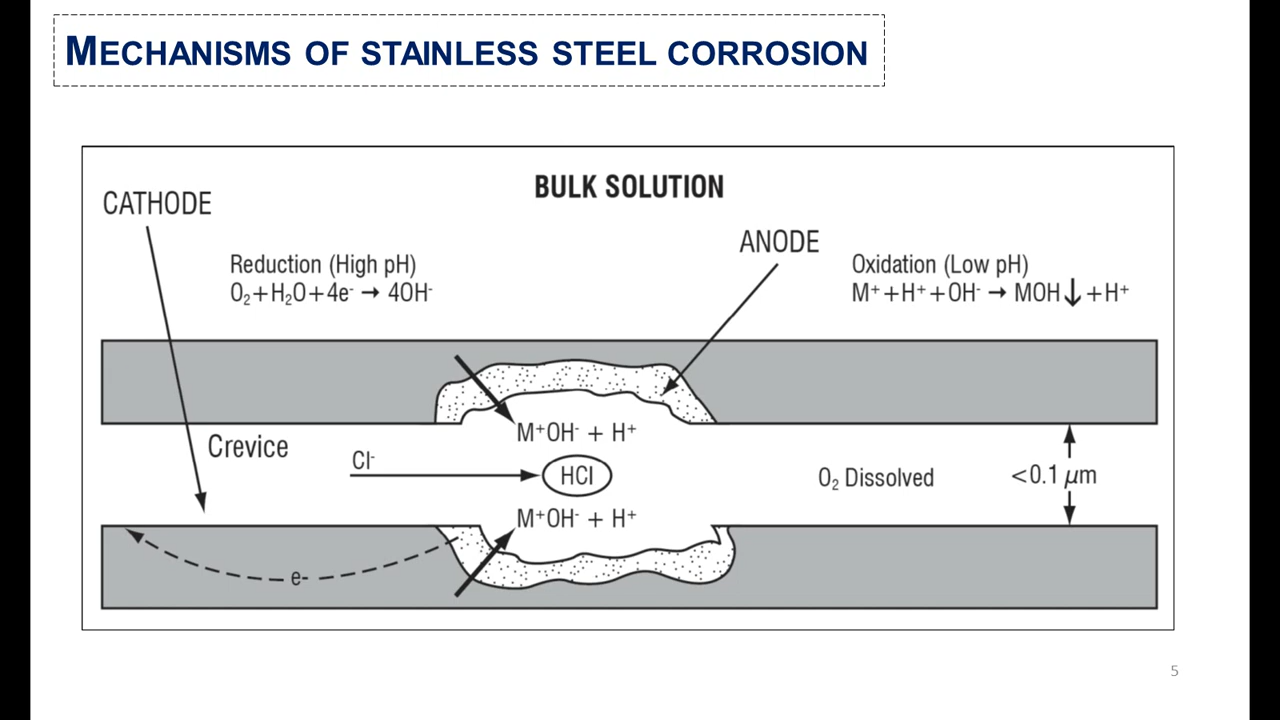 MECHANISMS OF STAINLESS STEEL CORROSION
BULK SOLUTION
CATHODE
ANODE
Reduction (High pH)
O₂+H₂O+4e⁻ → 4OH⁻
Oxidation (Low pH)
M⁺+H⁺+OH⁻ → MOH↓+H⁺
Crevice
M⁺OH⁻ + H⁺
Cl⁻
HCl
O₂ Dissolved
<0.1 µm
M⁺OH⁻ + H⁺
e-
5